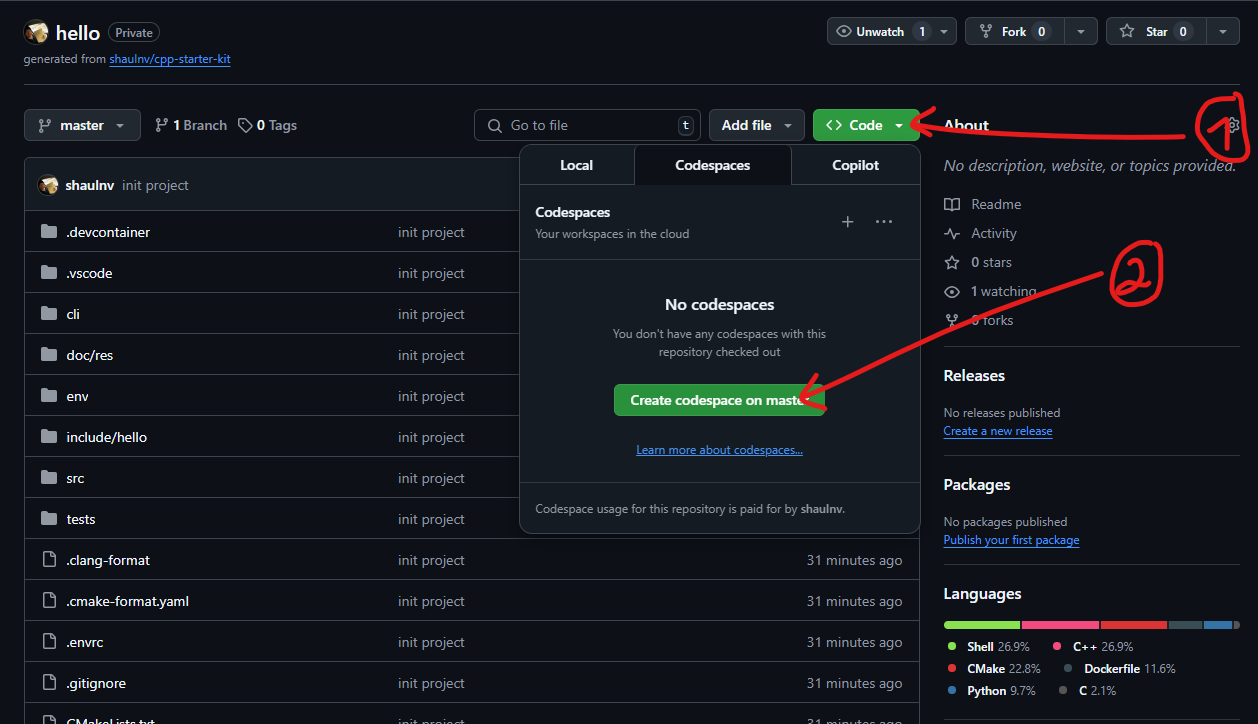 hello Private
Unwatch 1
Fork 0
Star 0
generated from shaulnv/cpp-starter-kit
master
1 Branch
0 Tags
Go to file t
Add file
Code
Local
Codespaces
Copilot
Codespaces
Your workspaces in the cloud
No codespaces
You don't have any codespaces with this
repository checked out
Create codespace on master
Learn more about codespaces...
Codespace usage for this repository is paid for by shaulnv.
shaulnv init project
.devcontainer init project
.vscode init project
cli init project
doc/res init project
env init project
include/hello init project
src init project
tests init project
.clang-format init project 31 minutes ago
.cmake-format.yaml init project 31 minutes ago
.envrc init project 31 minutes ago
.gitignore init project 31 minutes ago
CMakeLists.txt init project 31 minutes ago
1
About
No description, website, or topics provided.
Readme
Activity
0 stars
2
1 watching
0 forks
Releases
No releases published
Create a new release
Packages
No packages published
Publish your first package
Languages
Shell 26.9%
C++ 26.9%
CMake 22.8%
Dockerfile 11.6%
Python 9.7%
C 2.1%